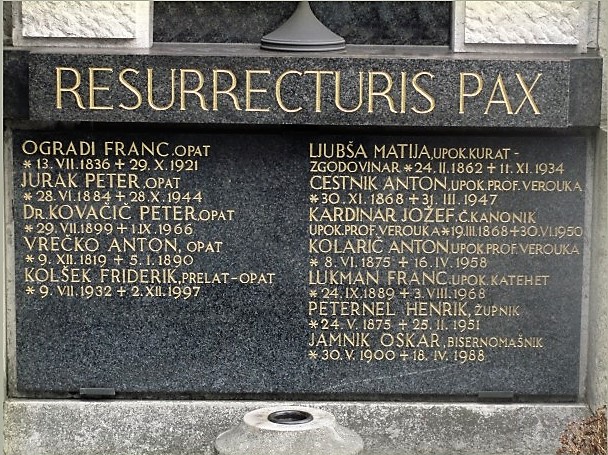 RESURRECTURIS PAX
OGRADI FRANC, OPAT
* 13. VII. 1836 + 29. X. 1921
JURAK PETER, OPAT
* 28. VI. 1884 + 28. X. 1944
DR. KOVAČIČ PETER, OPAT
* 29. VII. 1899 + 1. IX. 1966
VREČKO ANTON, OPAT
* 9. XII. 1819 + 5. I. 1890
KOLŠEK FRIDERIK, PRELAT-OPAT
* 9. VII. 1932 + 2. XII. 1997
LJUBŠA MATIJA, UPOK. KURAT-
ZGODOVINAR * 24. II. 1862 + 11. XI. 1934
CESTNIK ANTON, UPOK. PROF. VEROUKA
* 30. XI. 1868 + 31. III. 1947
KARDINAR JOŽEF, Č. KANONIK
UPOK. PROF. VEROUKA * 19. III. 1868 + 30. VI. 1950
KOLARIČ ANTON, UPOK. PROF. VEROUKA
* 8. VI. 1875 + 16. IV. 1958
LUKMAN FRANC, UPOK. KATEHET
* 24. IX. 1889 + 3. VIII. 1968
PETERNEL HENRIK, ŽUPNIK
* 24. V. 1875 + 25. II. 1951
JAMNIK OSKAR, BISERNOMAŠNIK
* 30. V. 1900 + 18. IV. 1988